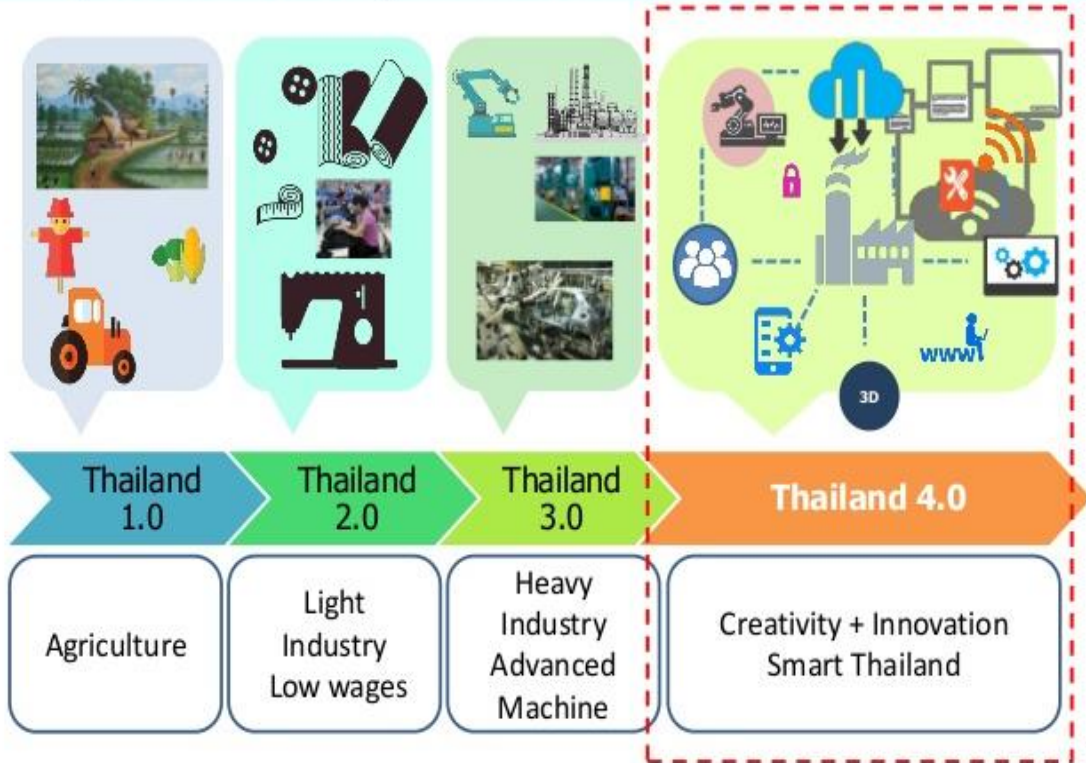 3D
www
Thailand
1.0
Thailand
2.0
Thailand
3.0
Thailand 4.0
Agriculture
Light
Industry
Low wages
Heavy
Industry
Advanced
Machine
Creativity + Innovation
Smart Thailand